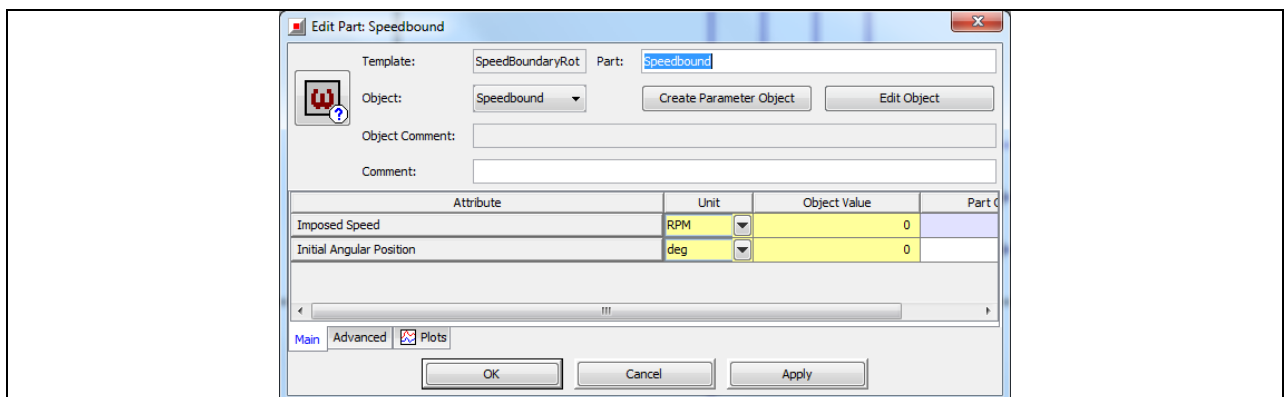 Edit Part: Speedbound
Template: SpeedBoundaryRot Part: Speedbound
ω ? Object: Speedbound Create Parameter Object Edit Object
Object Comment:
Comment:
Attribute Unit Object Value Part
Imposed Speed RPM 0
Initial Angular Position deg 0
Main Advanced Plots
OK Cancel Apply